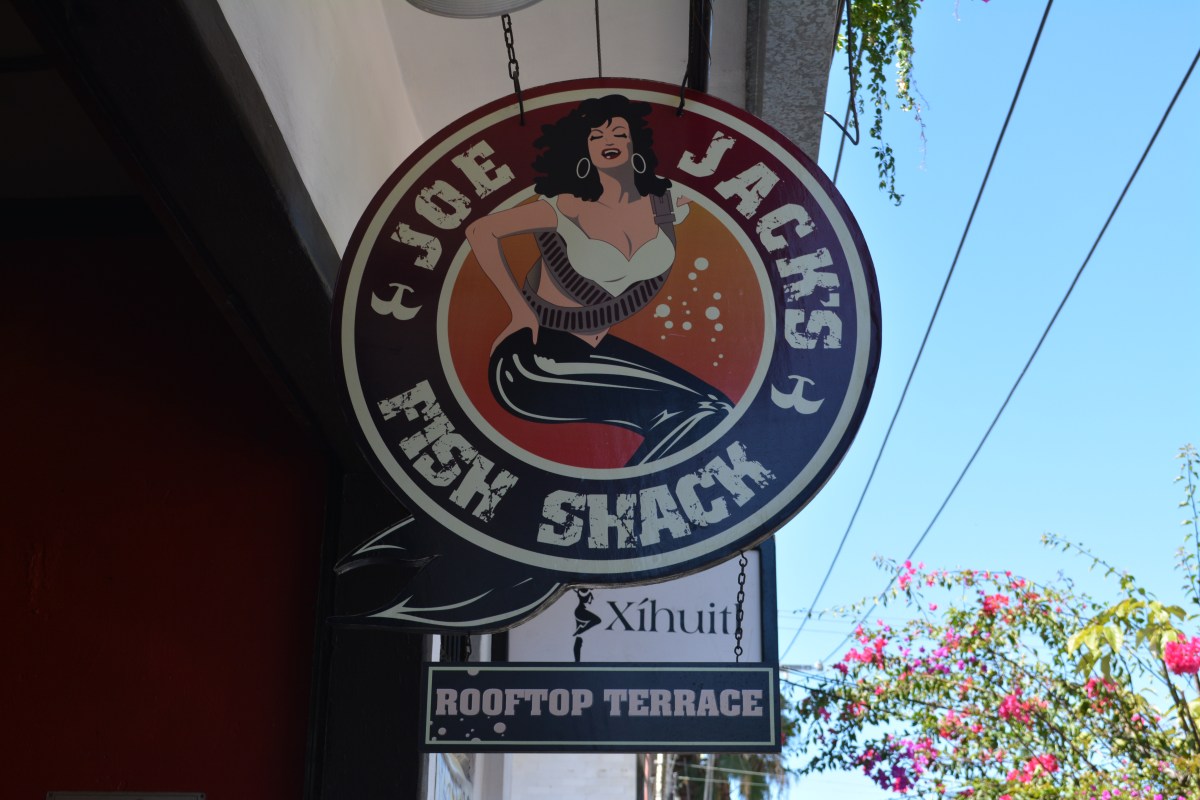 JOE JACK'S
FISH SHACK
Xíhuitl
ROOFTOP TERRACE